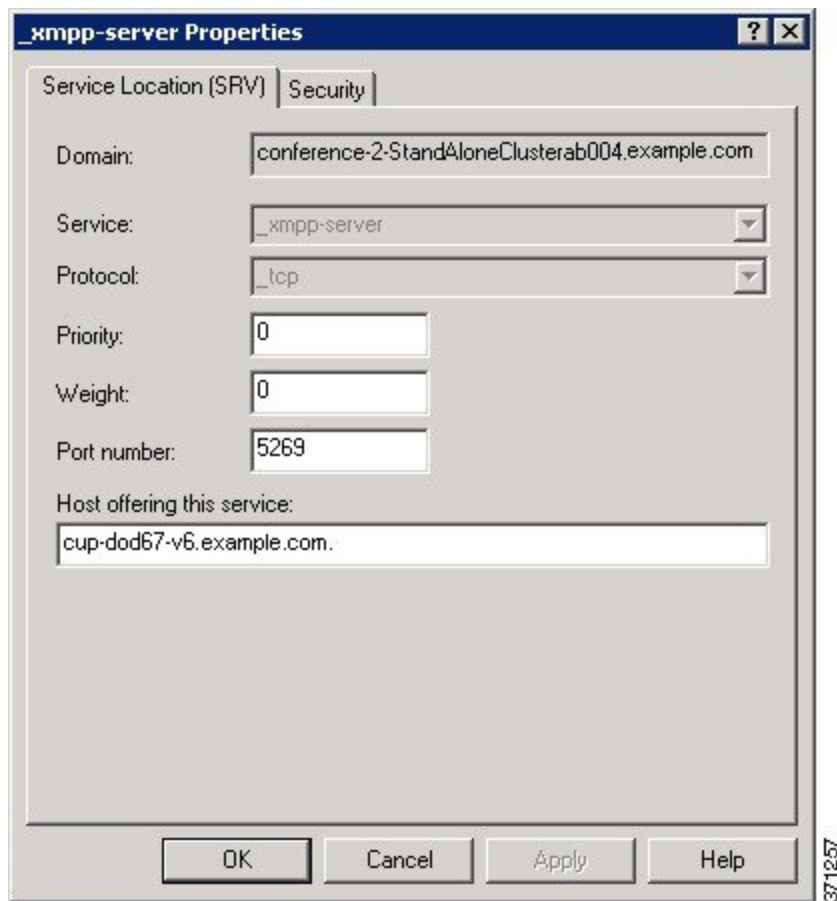 _xmpp-server Properties
? X
Service Location (SRV) Security
Domain: conference-2-StandAloneClusterab004.example.com
Service: _xmpp-server
Protocol: _tcp
Priority: 0
Weight: 0
Port number: 5269
Host offering this service:
cup-dod67-v6.example.com.
OK Cancel Apply Help
371257